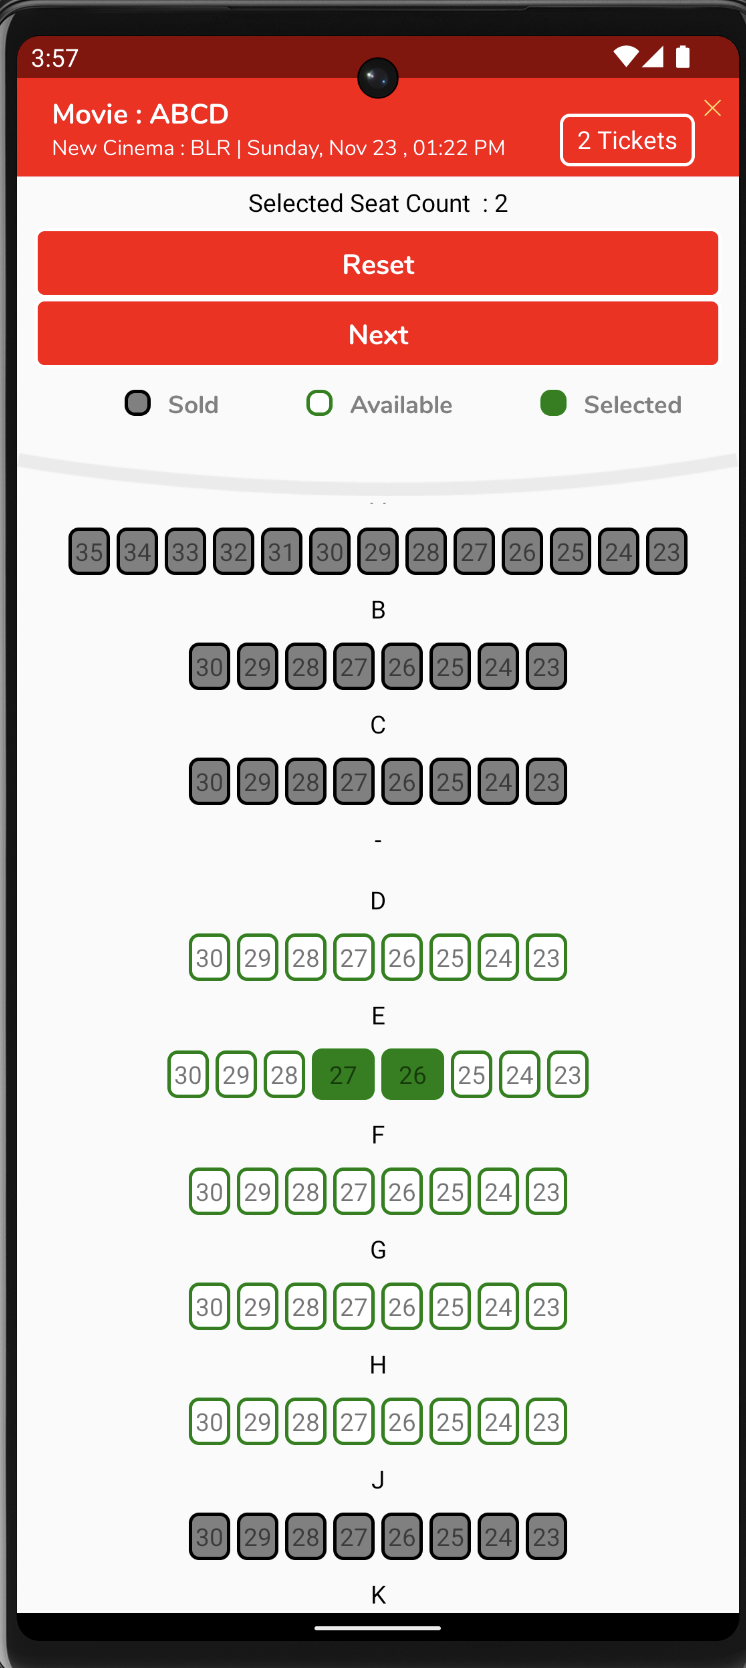 3:57
Movie : ABCD
New Cinema : BLR | Sunday, Nov 23 , 01:22 PM
2 Tickets
Selected Seat Count  : 2
Reset
Next
Sold Available Selected
35 34 33 32 31 30 29 28 27 26 25 24 23
B
30 29 28 27 26 25 24 23
C
30 29 28 27 26 25 24 23
-
D
30 29 28 27 26 25 24 23
E
30 29 28 27 26 25 24 23
F
30 29 28 27 26 25 24 23
G
30 29 28 27 26 25 24 23
H
30 29 28 27 26 25 24 23
J
30 29 28 27 26 25 24 23
K